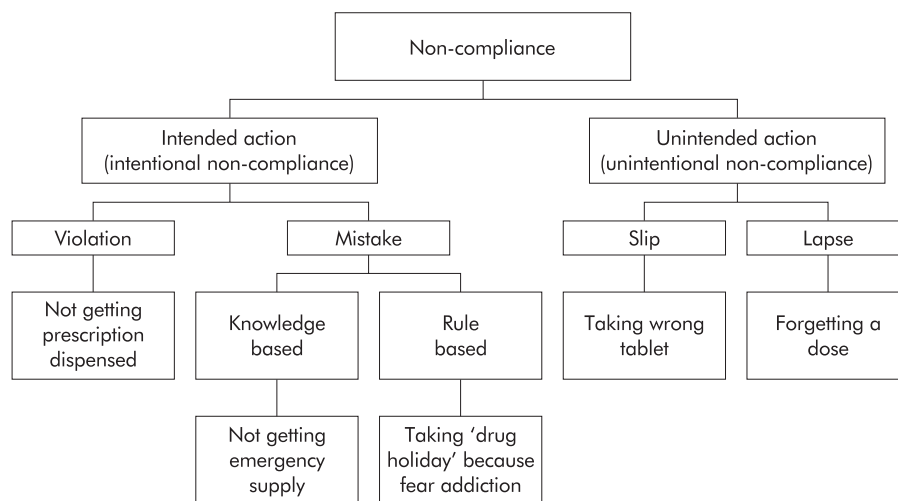 Non-compliance
Intended action
(intentional non-compliance)
Unintended action
(unintentional non-compliance)
Violation
Mistake
Slip
Lapse
Not getting
prescription
dispensed
Knowledge
based
Rule
based
Taking wrong
tablet
Forgetting a
dose
Not getting
emergency
supply
Taking ‘drug
holiday’ because
fear addiction